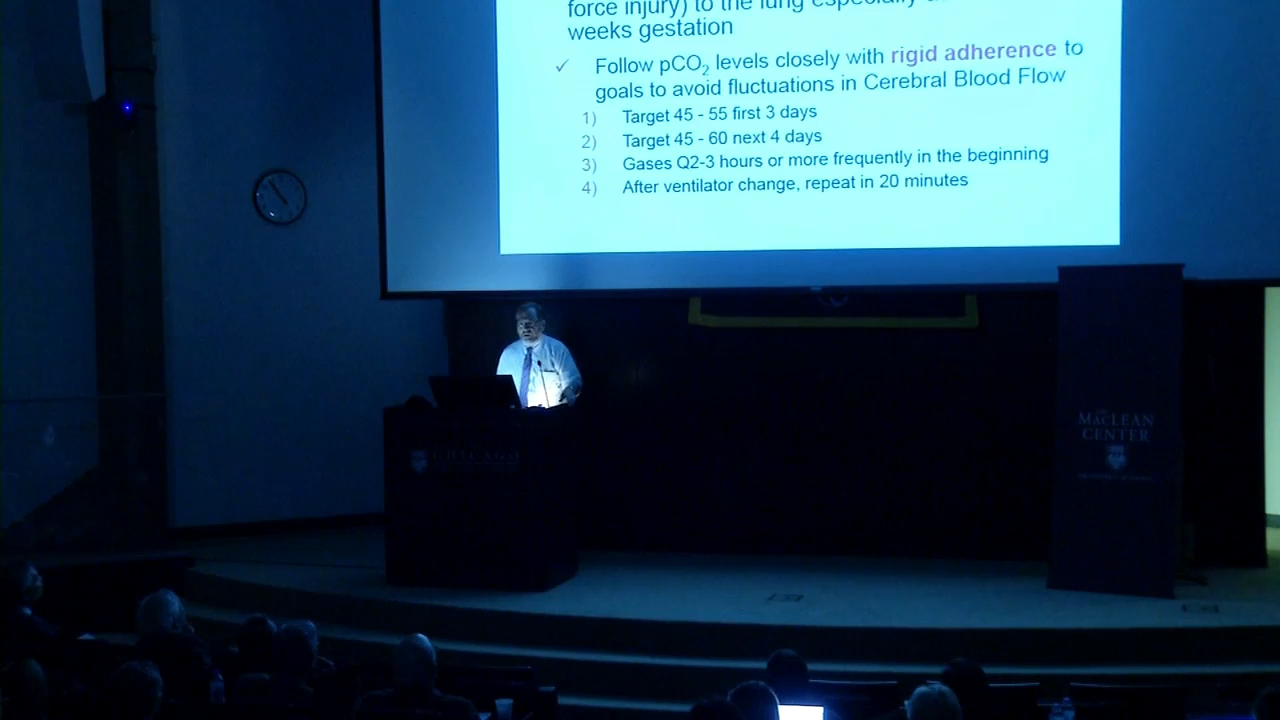 force injury) to the lung especially
weeks gestation
✓ Follow pCO₂ levels closely with rigid adherence to
goals to avoid fluctuations in Cerebral Blood Flow
1) Target 45 - 55 first 3 days
2) Target 45 - 60 next 4 days
3) Gases Q2-3 hours or more frequently in the beginning
4) After ventilator change, repeat in 20 minutes
CHICAGO
MACLEAN
CENTER